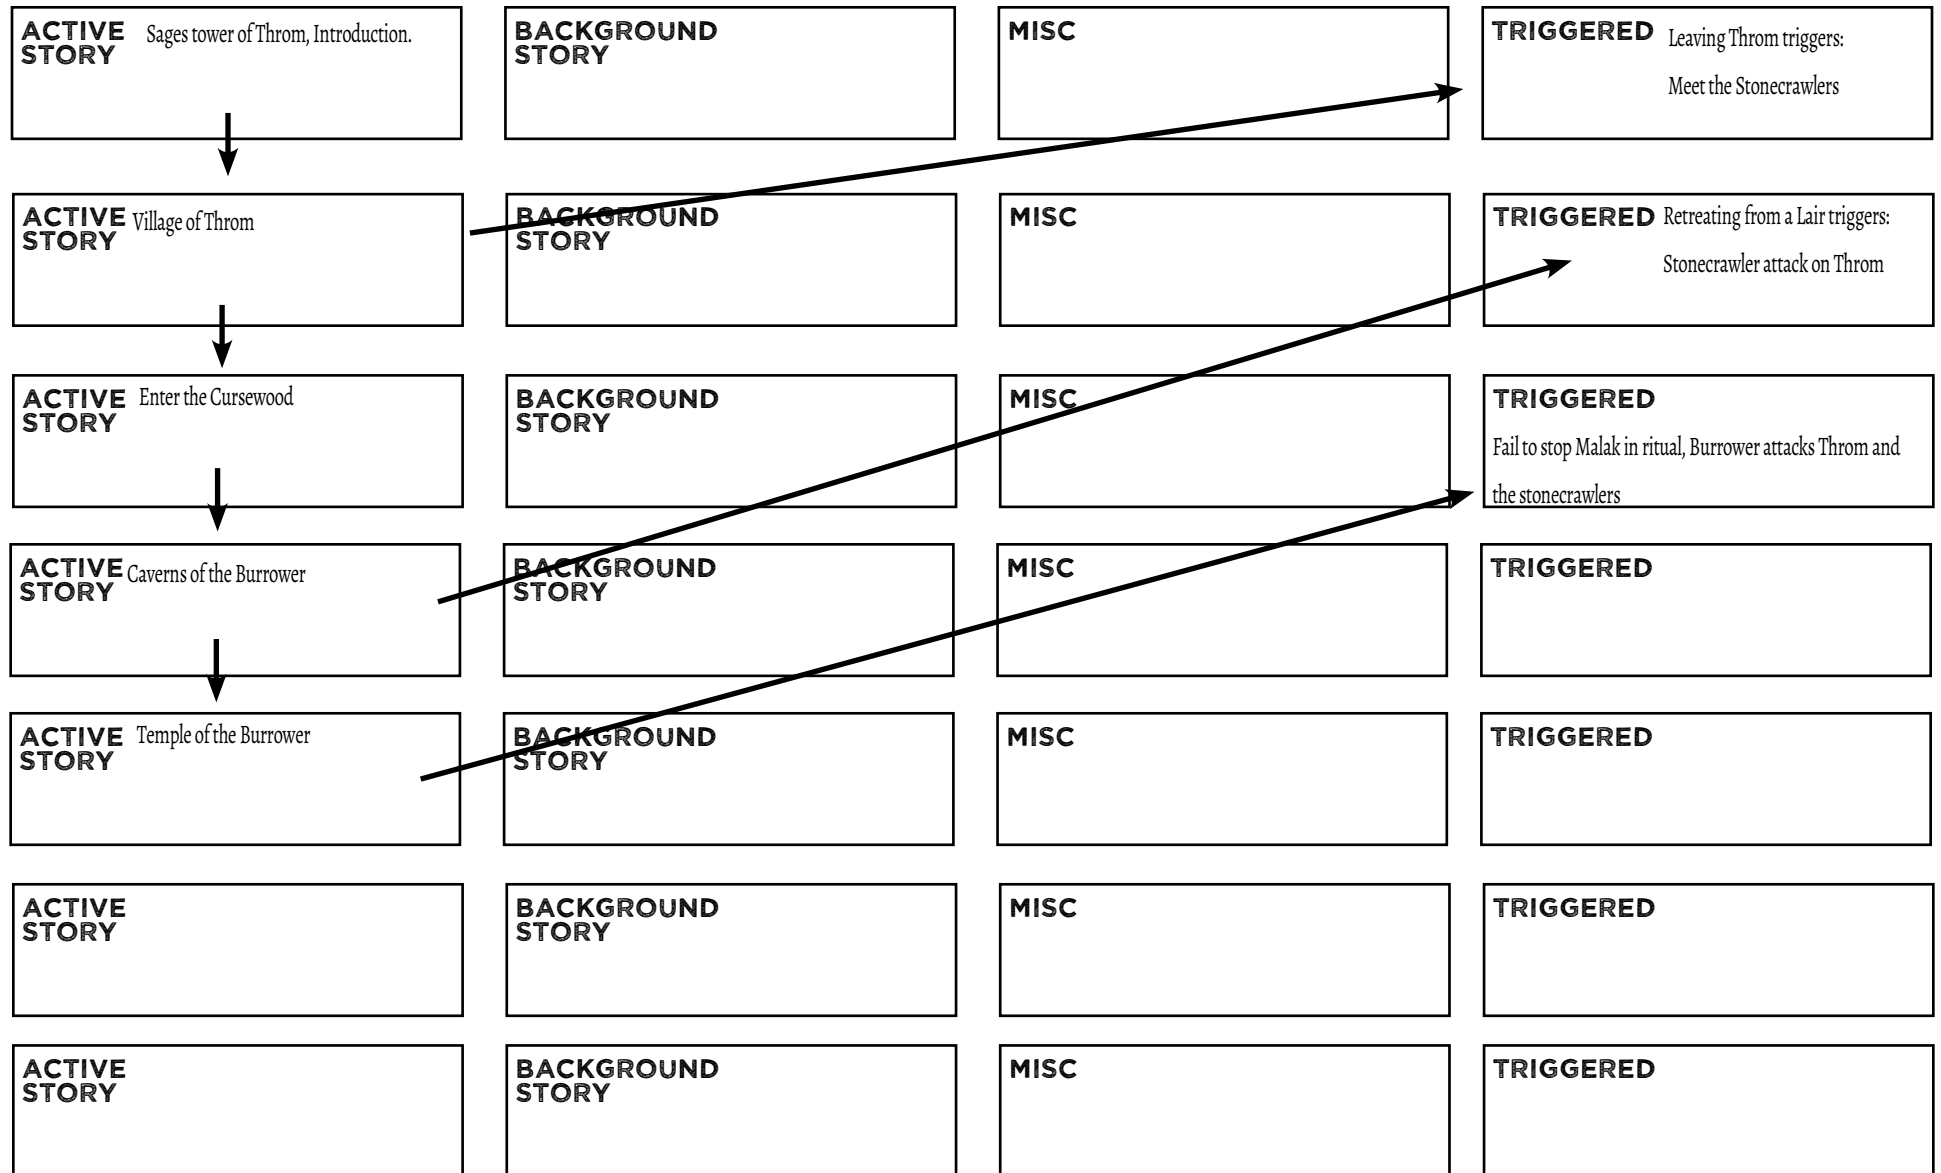 ACTIVE STORY Sages tower of Throm, Introduction.
BACKGROUND STORY
MISC
TRIGGERED Leaving Throm triggers:
Meet the Stonecrawlers
ACTIVE STORY Village of Throm
BACKGROUND STORY
MISC
TRIGGERED Retreating from a Lair triggers:
Stonecrawler attack on Throm
ACTIVE STORY Enter the Cursewood
BACKGROUND STORY
MISC
TRIGGERED
Fail to stop Malak in ritual, Burrower attacks Throm and
the stonecrawlers
ACTIVE STORY Caverns of the Burrower
BACKGROUND STORY
MISC
TRIGGERED
ACTIVE STORY Temple of the Burrower
BACKGROUND STORY
MISC
TRIGGERED
ACTIVE STORY
BACKGROUND STORY
MISC
TRIGGERED
ACTIVE STORY
BACKGROUND STORY
MISC
TRIGGERED